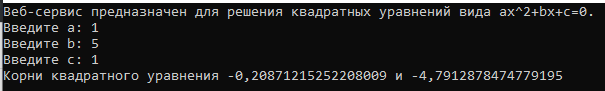 Веб-сервис предназначен для решения квадратных уравнений вида ax^2+bx+c=0.
Введите a: 1
Введите b: 5
Введите c: 1
Корни квадратного уравнения -0,20871215252208009 и -4,7912878474779195